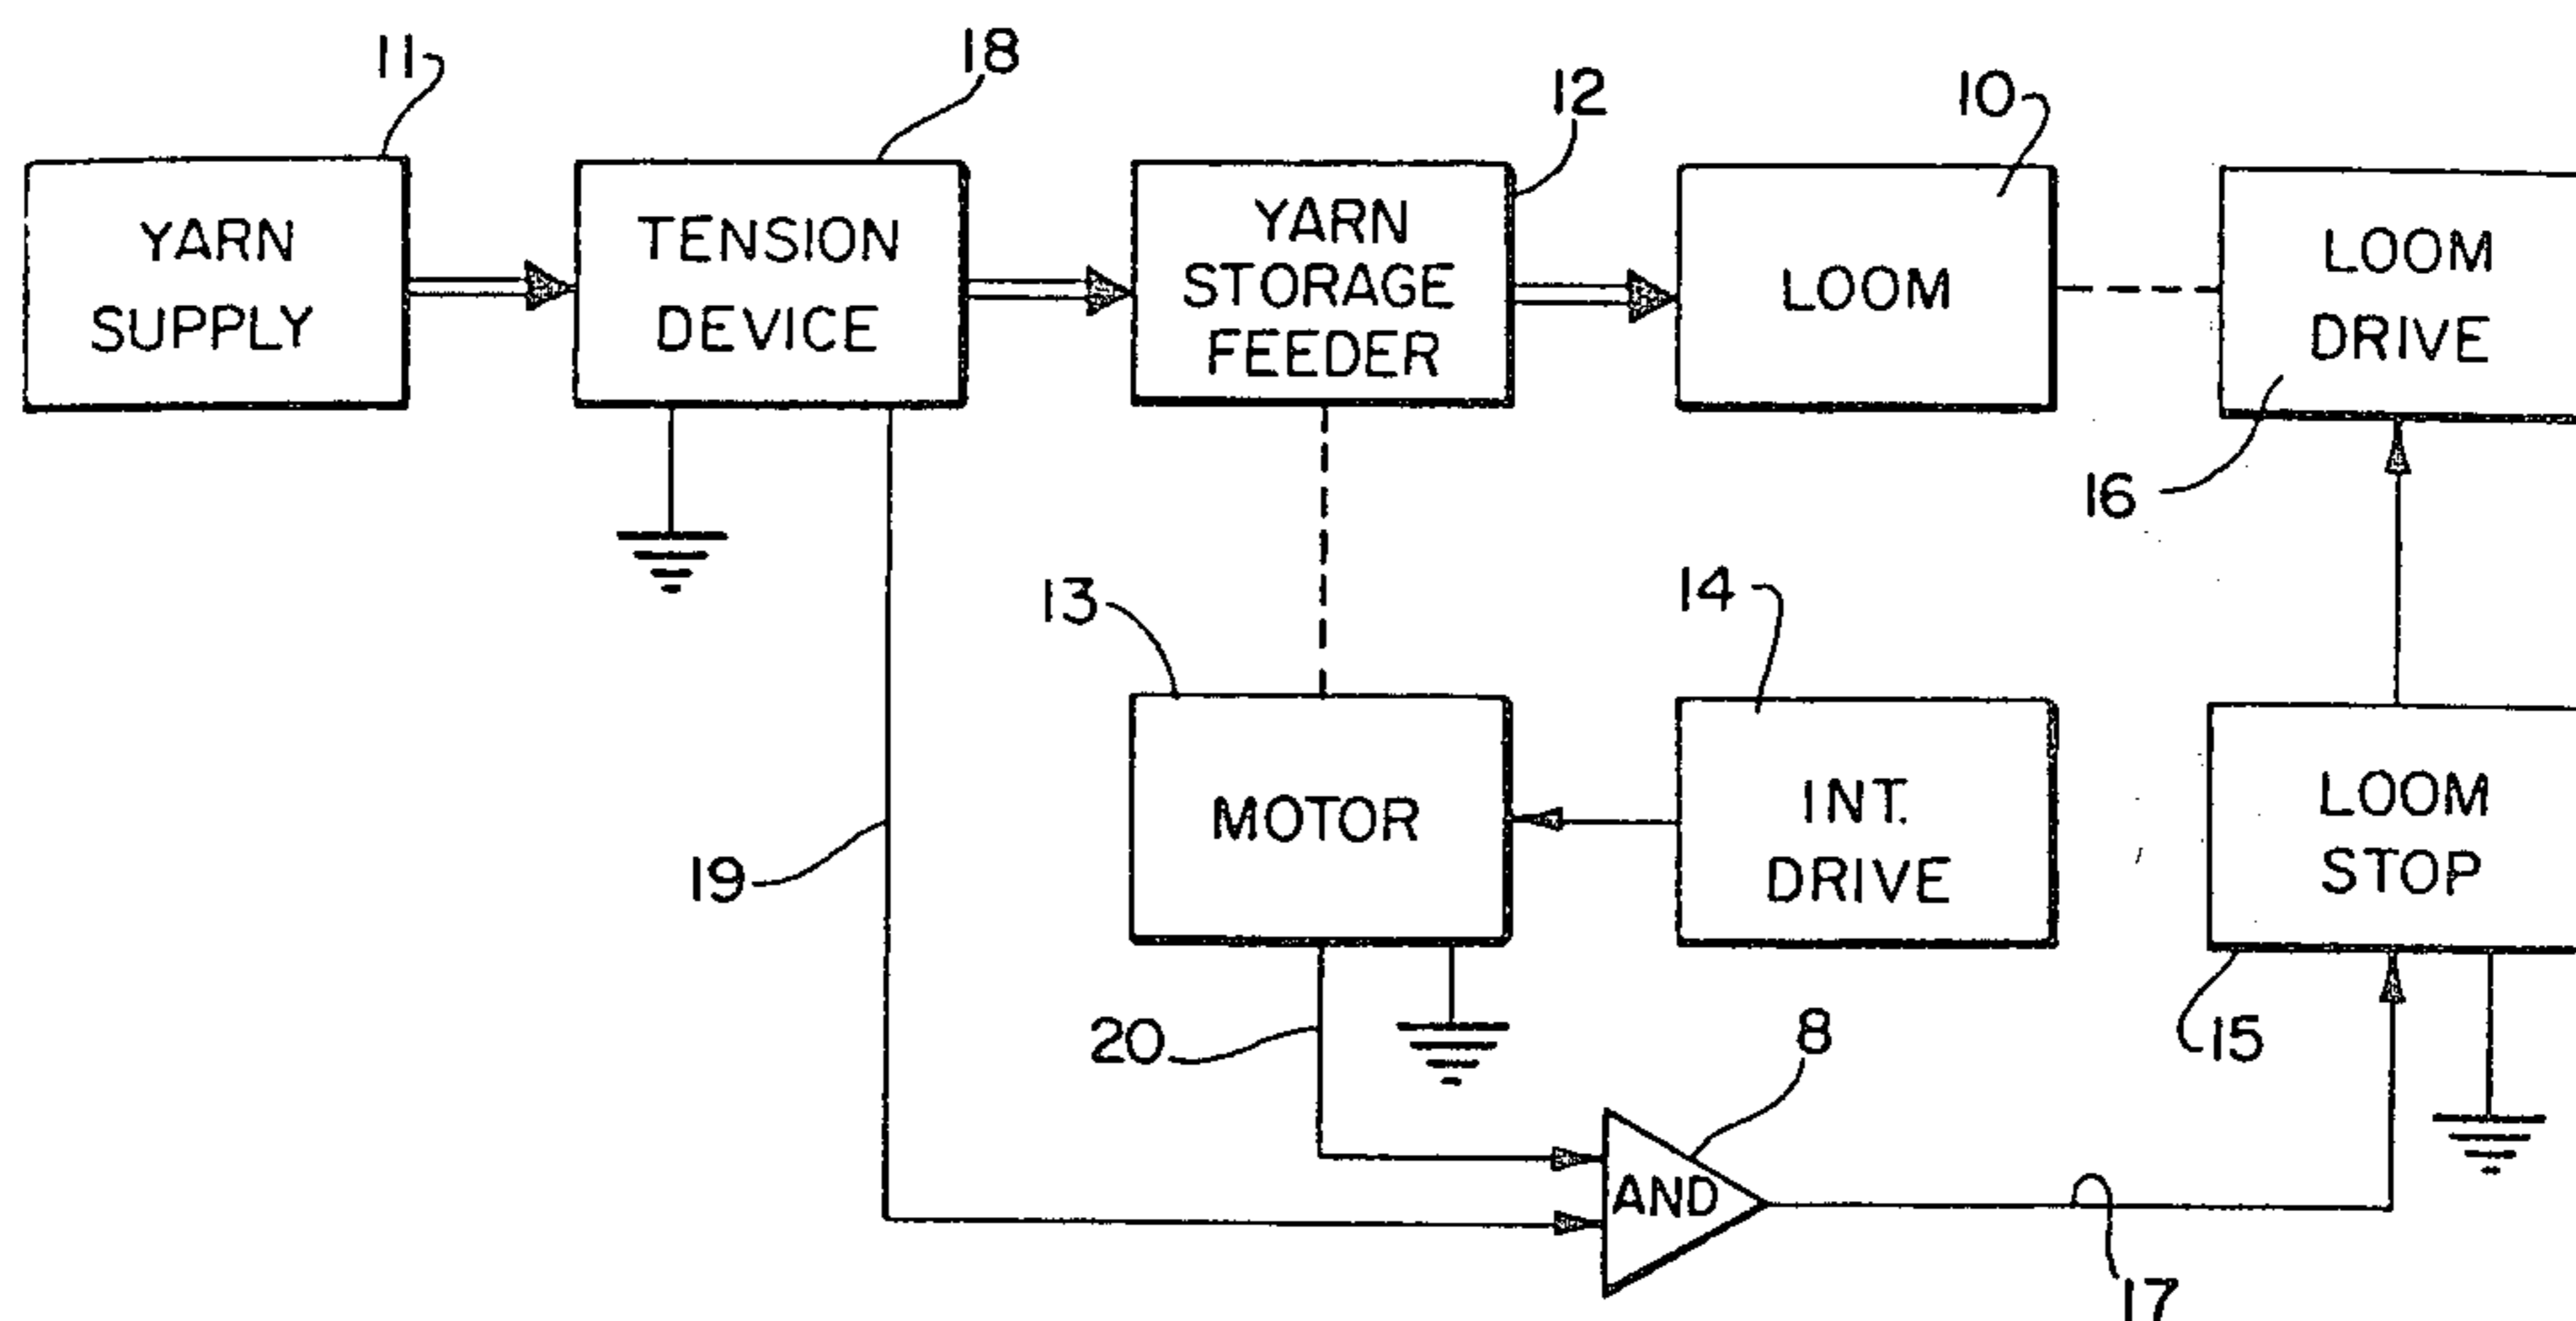 11
18
12
10
YARN
SUPPLY
TENSION
DEVICE
YARN
STORAGE
FEEDER
LOOM
LOOM
DRIVE
16
13
14
19
MOTOR
INT.
DRIVE
LOOM
STOP
20
8
15
AND
17